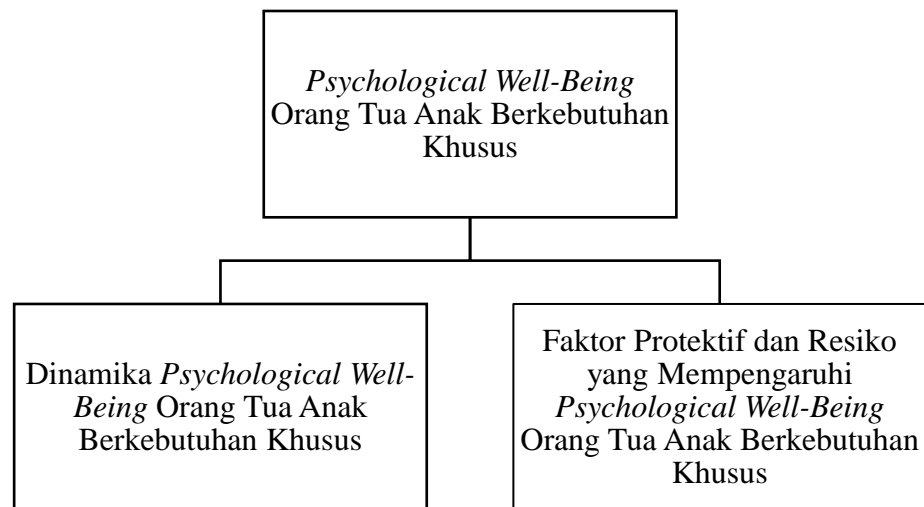 Psychological Well-Being
Orang Tua Anak Berkebutuhan
Khusus
Dinamika Psychological Well-
Being Orang Tua Anak
Berkebutuhan Khusus
Faktor Protektif dan Resiko
yang Mempengaruhi
Psychological Well-Being
Orang Tua Anak Berkebutuhan
Khusus